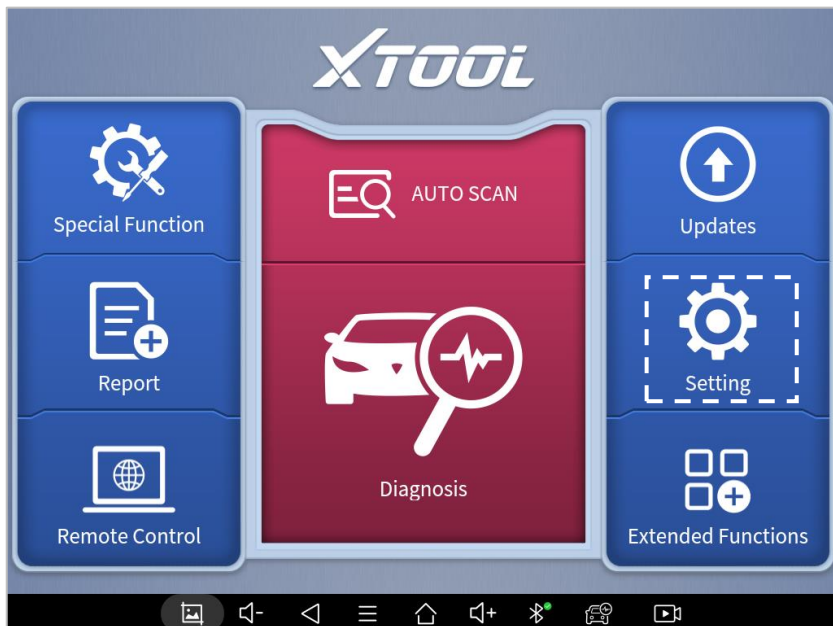 XTOOL
Special Function
AUTO SCAN
Updates
Report
Setting
Remote Control
Diagnosis
Extended Functions